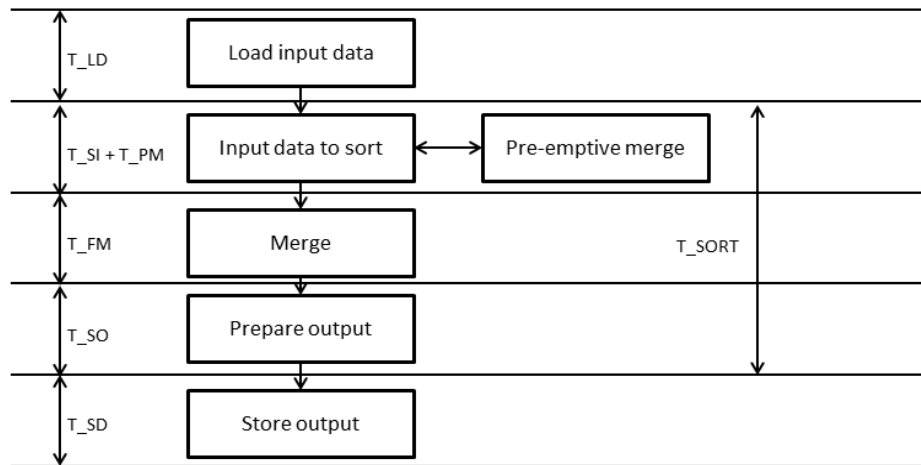 T_LD
Load input data
T_SI + T_PM
Input data to sort
Pre-emptive merge
T_FM
Merge
T_SORT
T_SO
Prepare output
T_SD
Store output